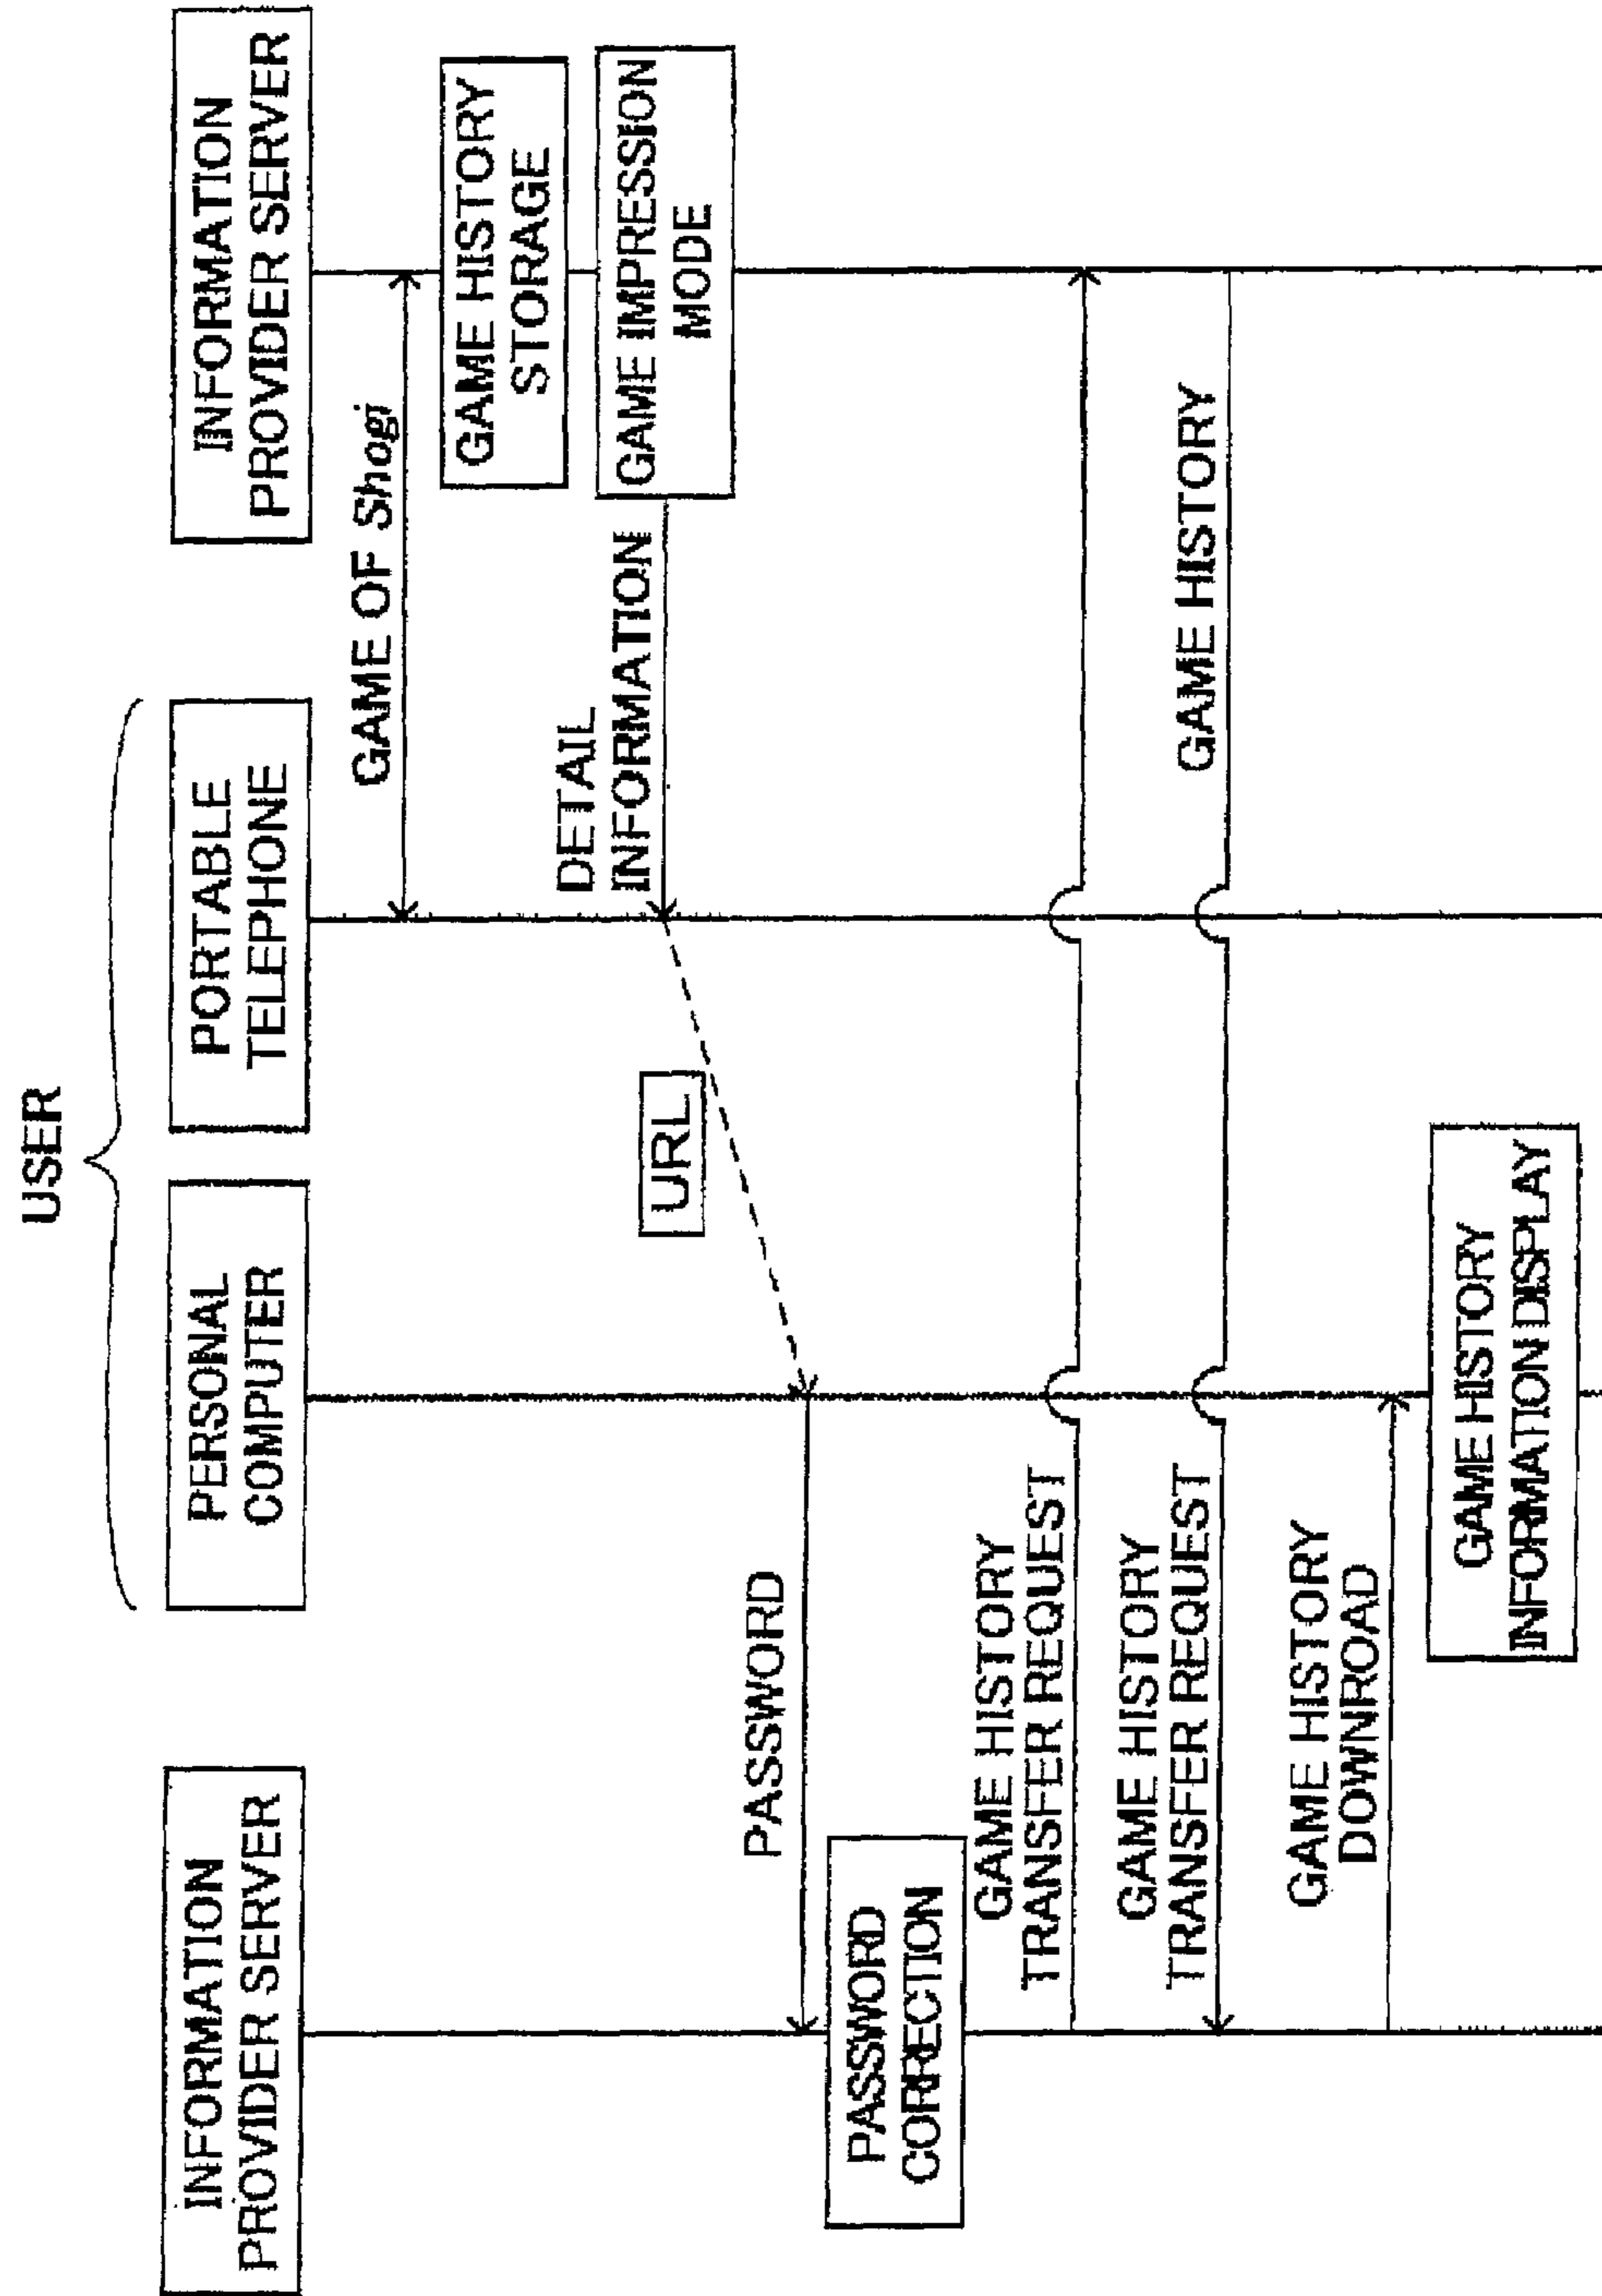 USER
INFORMATION
PROVIDER SERVER
PERSONAL
COMPUTER
PORTABLE
TELEPHONE
INFORMATION
PROVIDER SERVER
GAME OF Shogi
GAME HISTORY
STORAGE
GAME IMPRESSION
MODE
DETAIL
INFORMATION
URL
PASSWORD
PASSWORD
CORRECTION
GAME HISTORY
TRANSFER REQUEST
GAME HISTORY
TRANSFER REQUEST
GAME HISTORY
GAME HISTORY
DOWNROAD
GAME HISTORY
INFORMATION DISPLAY